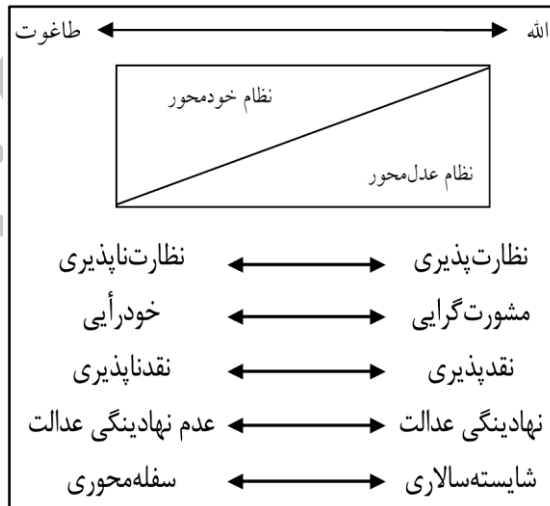 الله طاغوت
نظام خودمحور
نظام عدل‌محور
نظارت‌پذیری نظارت‌ناپذیری
مشورت‌گرایی خودرأیی
نقدپذیری نقدناپذیری
نهادینگی عدالت عدم نهادینگی عدالت
شایسته‌سالاری سفله‌محوری